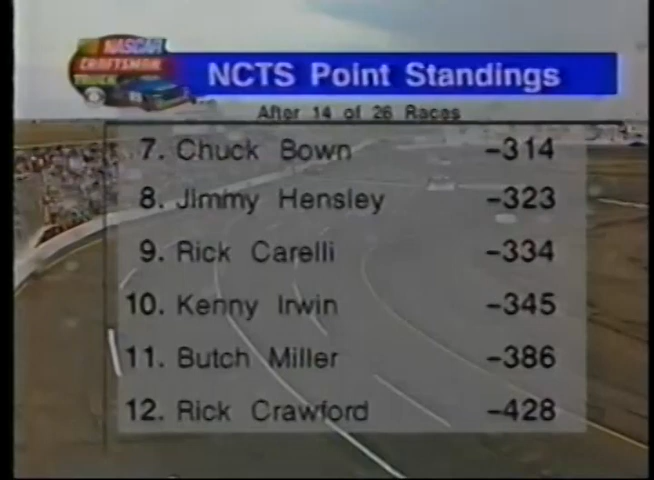 NASCAR
CRAFTSMAN
TRUCK
NCTS Point Standings
After 14 of 26 Races
7. Chuck Bown -314
8. Jimmy Hensley -323
9. Rick Carelli -334
10. Kenny Irwin -345
11. Butch Miller -386
12. Rick Crawford -428